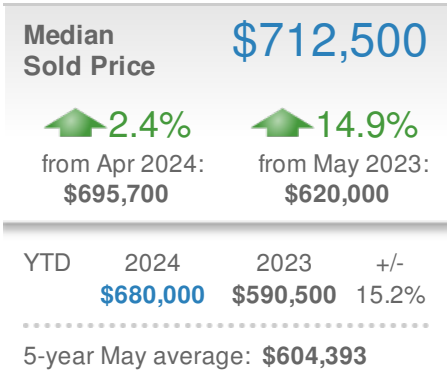 Median $712,500
Sold Price
2.4% 14.9%
from Apr 2024: from May 2023:
$695,700 $620,000
YTD 2024 2023 +/-
$680,000 $590,500 15.2%
5-year May average: $604,393